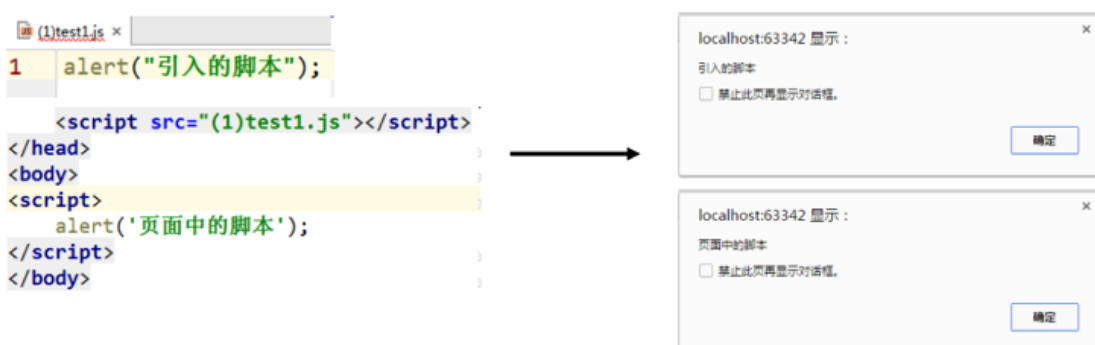 (1)test1.js ×
1 alert("引入的脚本");
<script src="(1)test1.js"></script>
</head>
<body>
<script>
alert('页面中的脚本');
</script>
</body>
localhost:63342 显示：
×
引入的脚本
禁止此页再显示对话框。
确定
localhost:63342 显示：
×
页面中的脚本
禁止此页再显示对话框。
确定